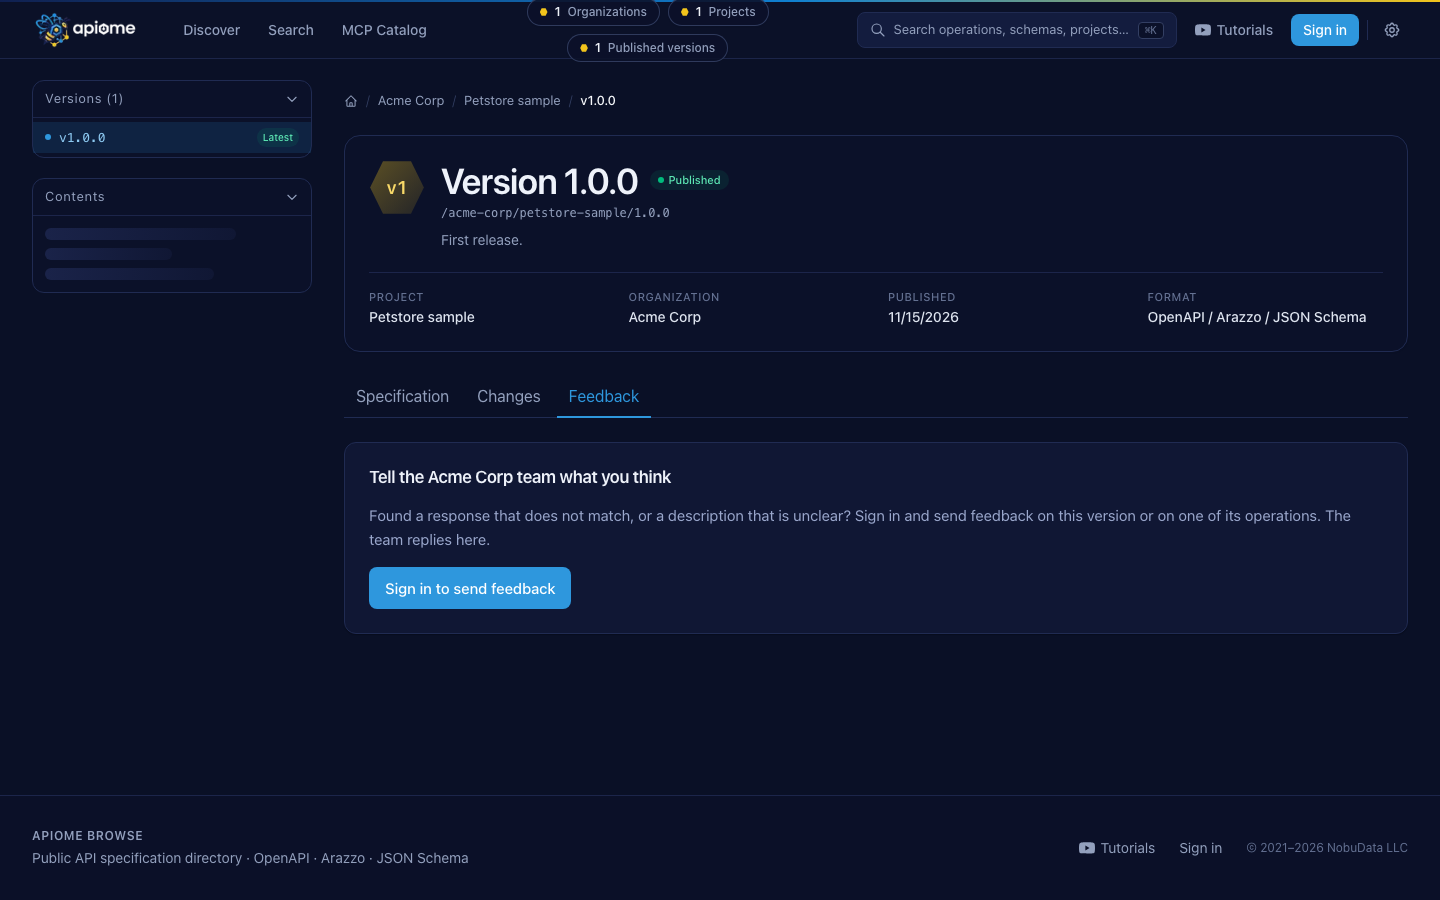 apiome
Discover
Search
MCP Catalog
1 Organizations
1 Projects
1 Published versions
Search operations, schemas, projects...
⌘K
Tutorials
Sign in
Versions (1)
v1.0.0
Latest
Contents
/ Acme Corp / Petstore sample / v1.0.0
v1
Version 1.0.0
Published
/acme-corp/petstore-sample/1.0.0
First release.
PROJECT
Petstore sample
ORGANIZATION
Acme Corp
PUBLISHED
11/15/2026
FORMAT
OpenAPI / Arazzo / JSON Schema
Specification
Changes
Feedback
Tell the Acme Corp team what you think
Found a response that does not match, or a description that is unclear? Sign in and send feedback on this version or on one of its operations. The
team replies here.
Sign in to send feedback
APIOME BROWSE
Public API specification directory · OpenAPI · Arazzo · JSON Schema
Tutorials
Sign in
© 2021–2026 NobuData LLC